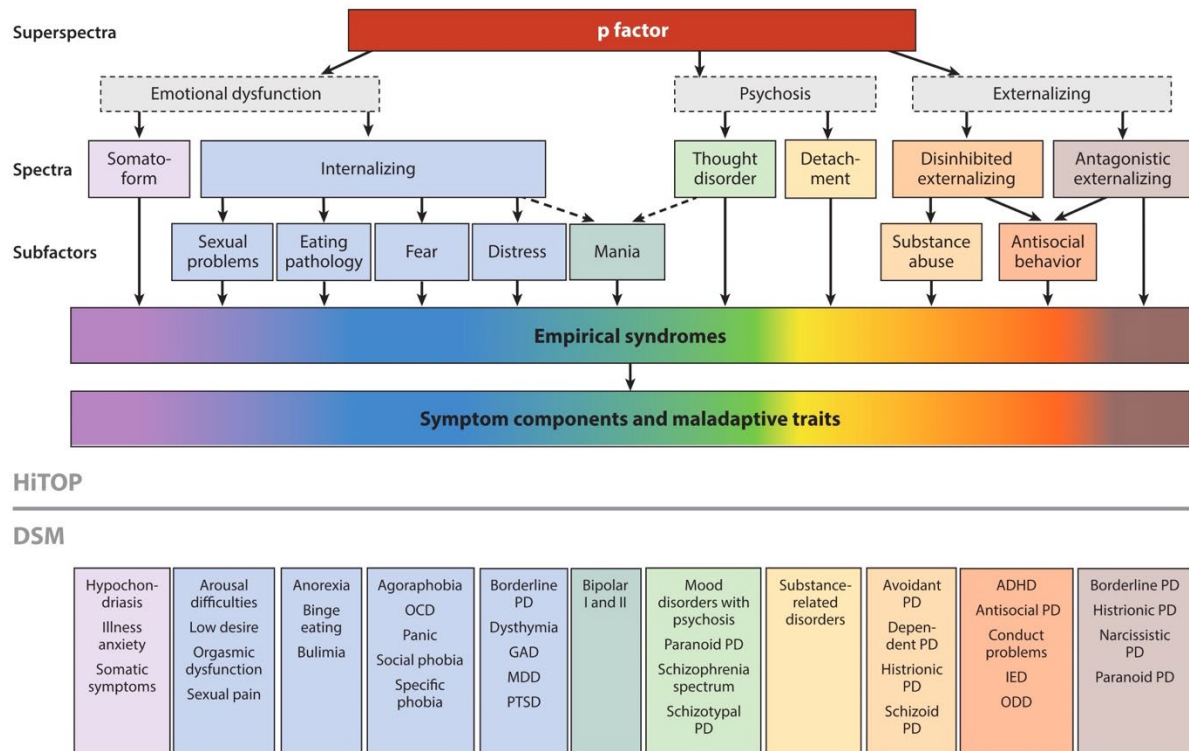 Superspectra
p factor
Emotional dysfunction
Psychosis
Externalizing
Spectra
Somato-
form
Internalizing
Thought
disorder
Detach-
ment
Disinhibited
externalizing
Antagonistic
externalizing
Subfactors
Sexual
problems
Eating
pathology
Fear
Distress
Mania
Substance
abuse
Antisocial
behavior
Empirical syndromes
Symptom components and maladaptive traits
HiTOP
DSM
Hypochon-
driasis
Illness
anxiety
Somatic
symptoms
Arousal
difficulties
Low desire
Orgasmic
dysfunction
Sexual pain
Anorexia
Binge
eating
Bulimia
Agoraphobia
OCD
Panic
Social phobia
Specific
phobia
Borderline
PD
Dysthymia
GAD
MDD
PTSD
Bipolar
I and II
Mood
disorders with
psychosis
Paranoid PD
Schizophrenia
spectrum
Schizotypal
PD
Substance-
related
disorders
Avoidant
PD
Depen-
dent PD
Histrionic
PD
Schizoid
PD
ADHD
Antisocial PD
Conduct
problems
IED
ODD
Borderline PD
Histrionic PD
Narcissistic
PD
Paranoid PD